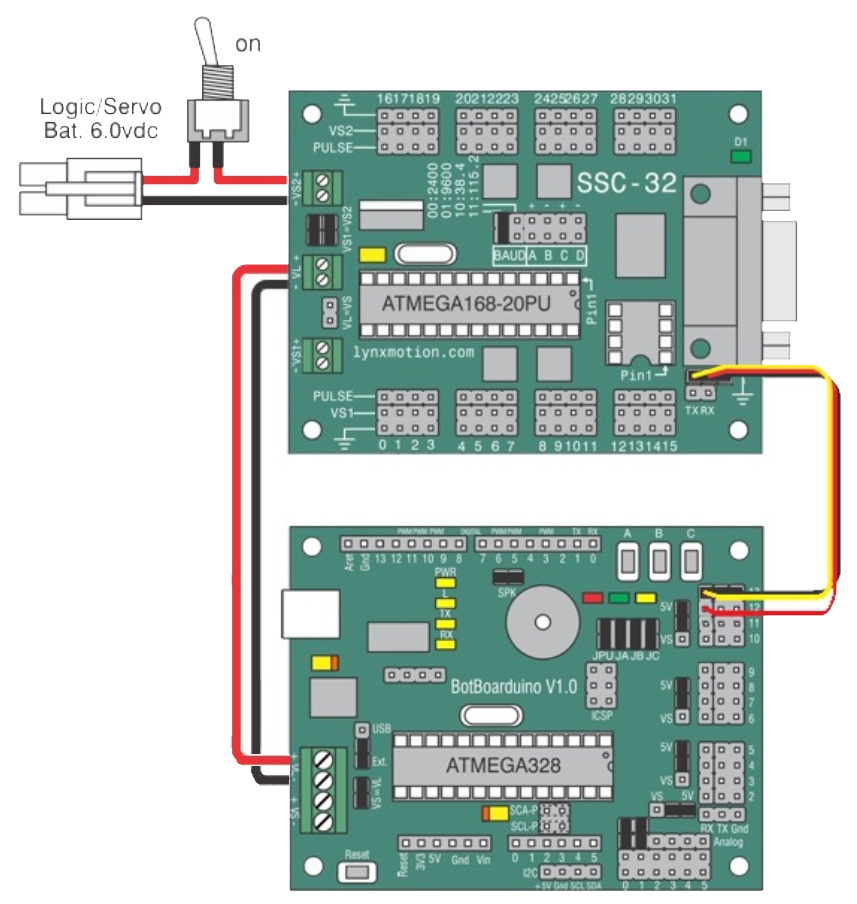 on
Logic/Servo
Bat. 6.0vdc
16171819 20212223 24252627 28293031
VS2
PULSE
D1
-VS2+
00:2400
01:9600
10:38.4
11:115.2
SSC-32
VS1=VS2
+ - + -
BAUD A B C D
- VL +
ATMEGA168-20PU
Pin1
VL=VS
lynxmotion.com
-VS1+
Pin1
PULSE
VS1
TX RX
0 1 2 3 4 5 6 7 8 9 10 11 12131415
PWM PWM PWM DIGITAL PWM PWM PWM TX RX
Aref Gnd 13 12 11 10 9 8 7 6 5 4 3 2 1 0
A B C
PWR
L
TX
RX
SPK
5V
VS
13
12
11
10
JPU JA JB JC
BotBoarduino V1.0
ICSP
5V
VS
9
8
7
6
USB
Ext.
ATMEGA328
5V
VS
5
4
3
2
- VL +
VS=VL
- VS +
SCA-P
SCL-P
VS 5V
RX TX Gnd
Analog
Reset
Reset 3V3 5V Gnd Vin
0 1 2 3 4 5
I2C
+5V Gnd SCL SDA
0 1 2 3 4 5